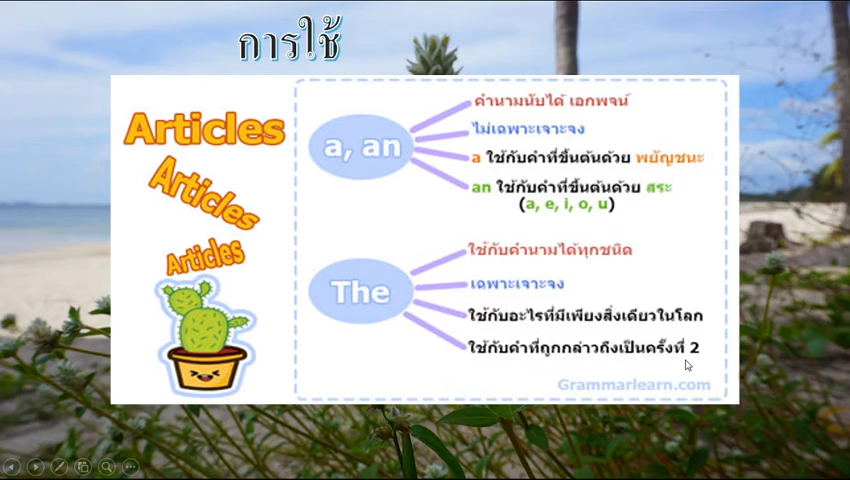 การใช้
Articles
Articles
Articles
a, an
คำนามนับได้ เอกพจน์
ไม่เฉพาะเจาะจง
a ใช้กับคำที่ขึ้นต้นด้วย พยัญชนะ
an ใช้กับคำที่ขึ้นต้นด้วย สระ
(a, e, i, o, u)
The
ใช้กับคำนามได้ทุกชนิด
เฉพาะเจาะจง
ใช้กับอะไรที่มีเพียงสิ่งเดียวในโลก
ใช้กับคำที่ถูกกล่าวถึงเป็นครั้งที่ 2
Grammarlearn.com